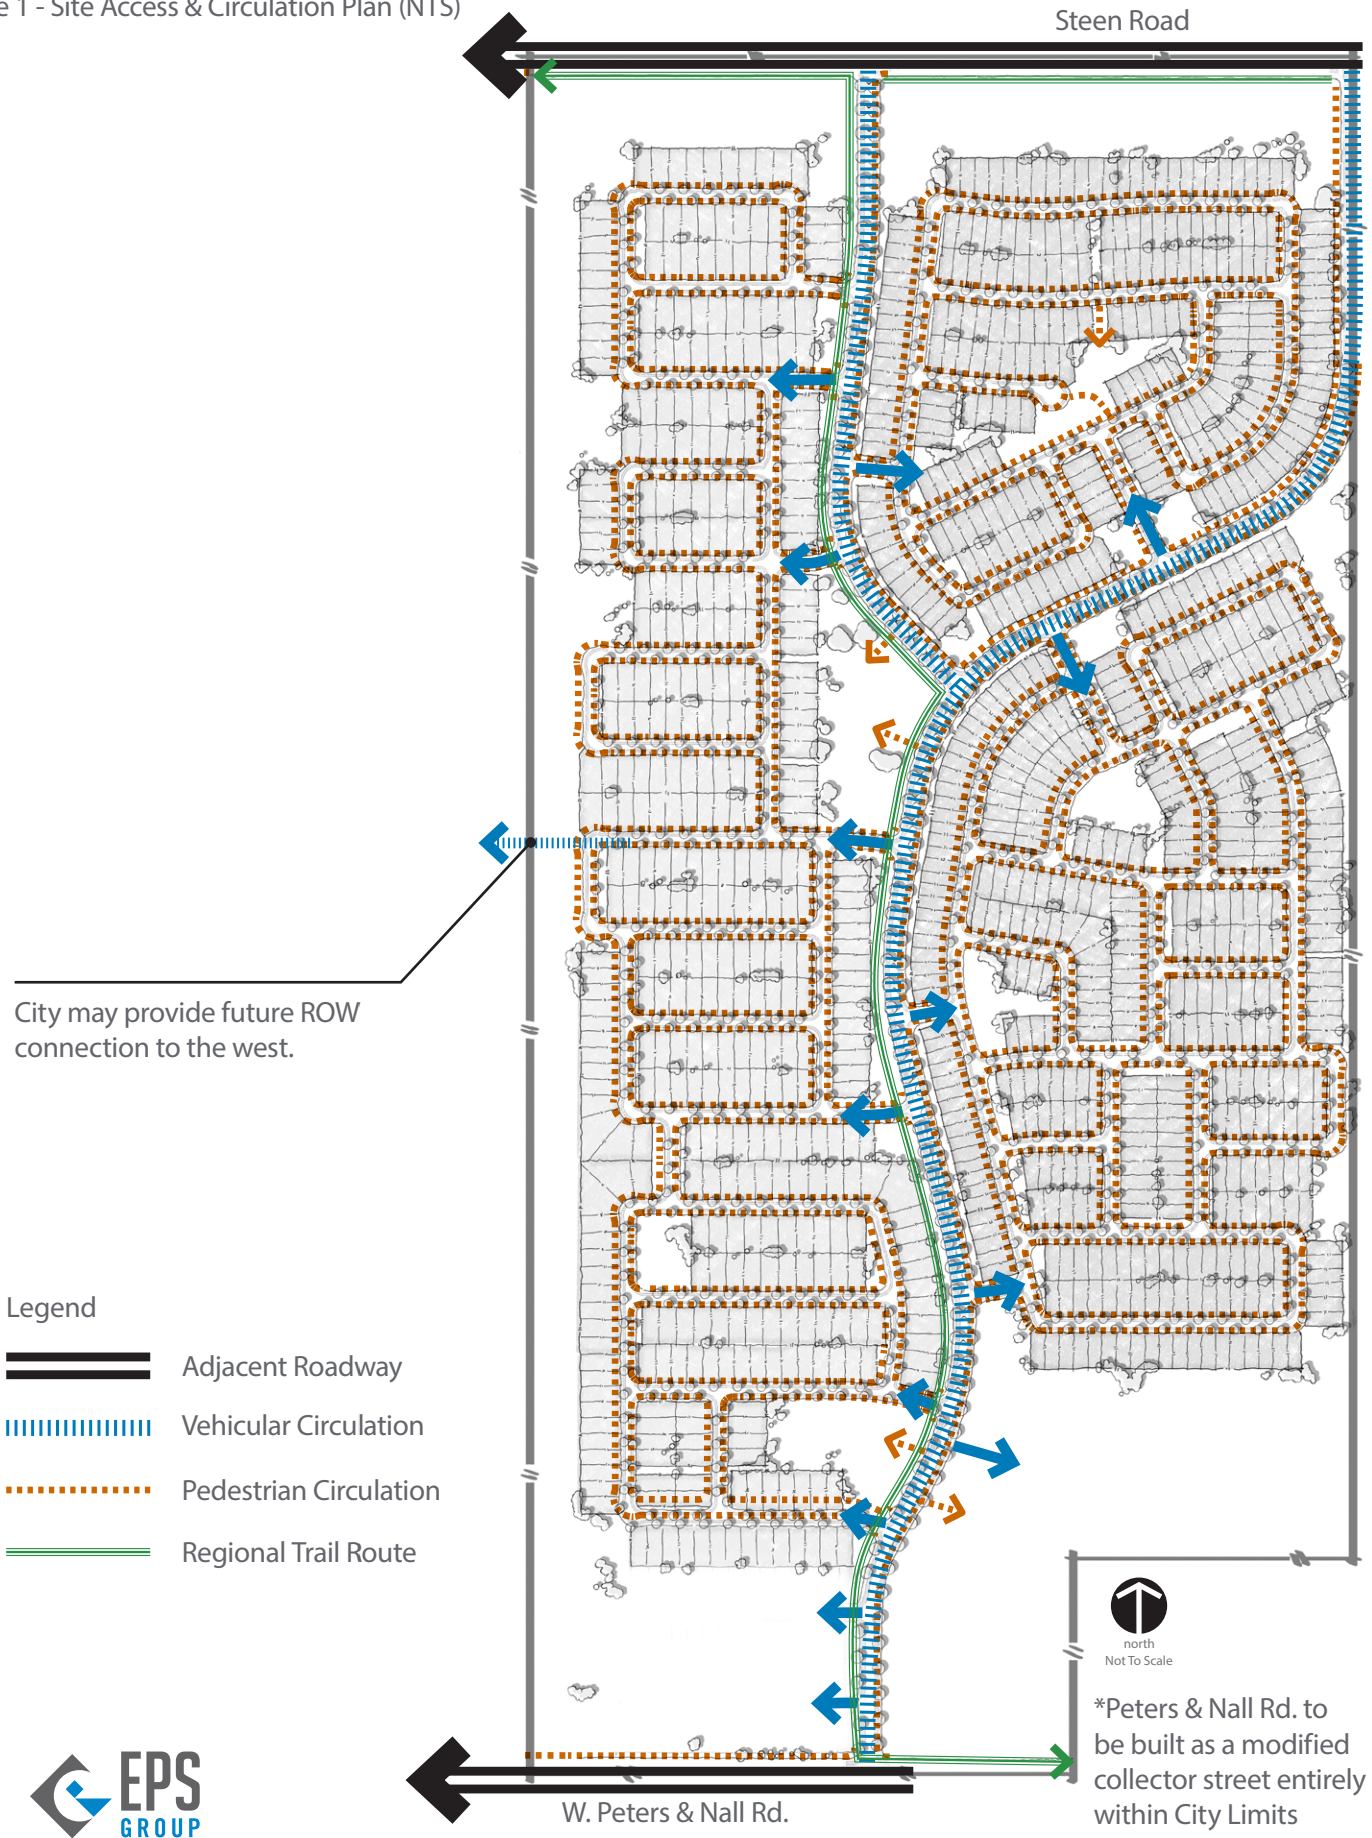 e 1 - Site Access & Circulation Plan (NTS)
Steen Road
City may provide future ROW
connection to the west.
Legend
Adjacent Roadway
Vehicular Circulation
Pedestrian Circulation
Regional Trail Route
north
Not To Scale
*Peters & Nall Rd. to
be built as a modified
collector street entirely
within City Limits
W. Peters & Nall Rd.
EPS
GROUP